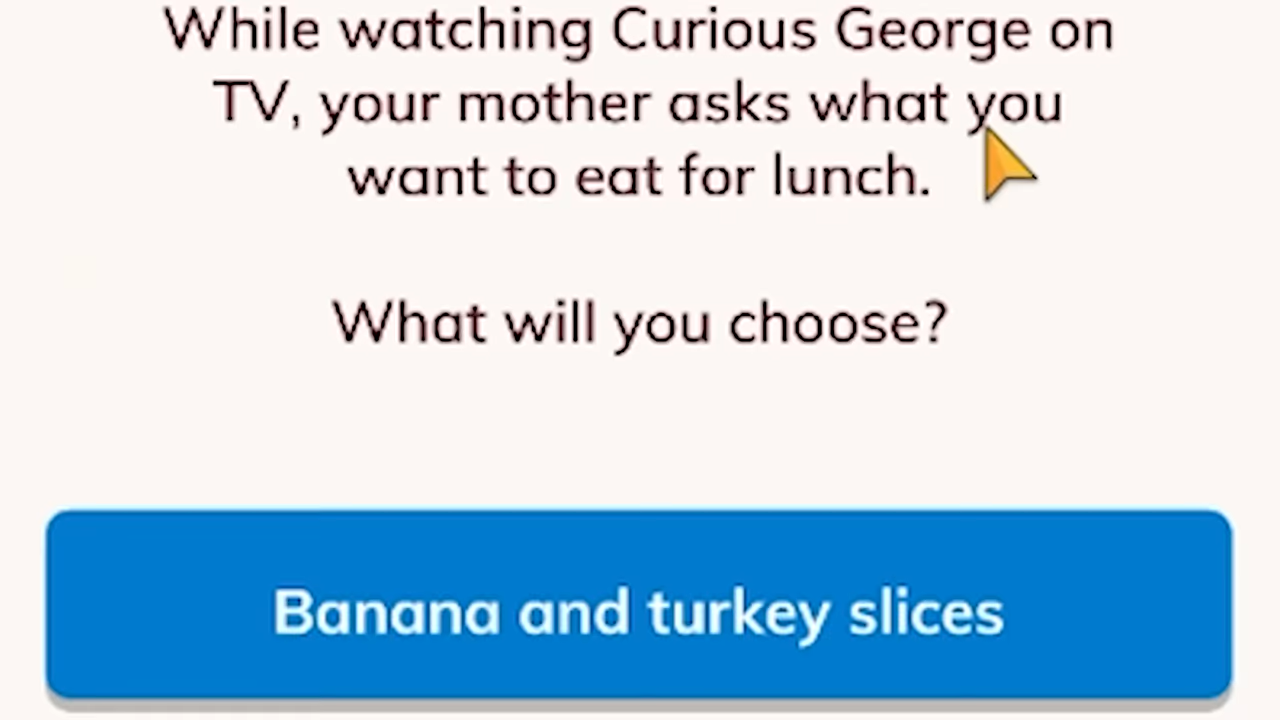 While watching Curious George on
TV, your mother asks what you
want to eat for lunch.
What will you choose?
Banana and turkey slices